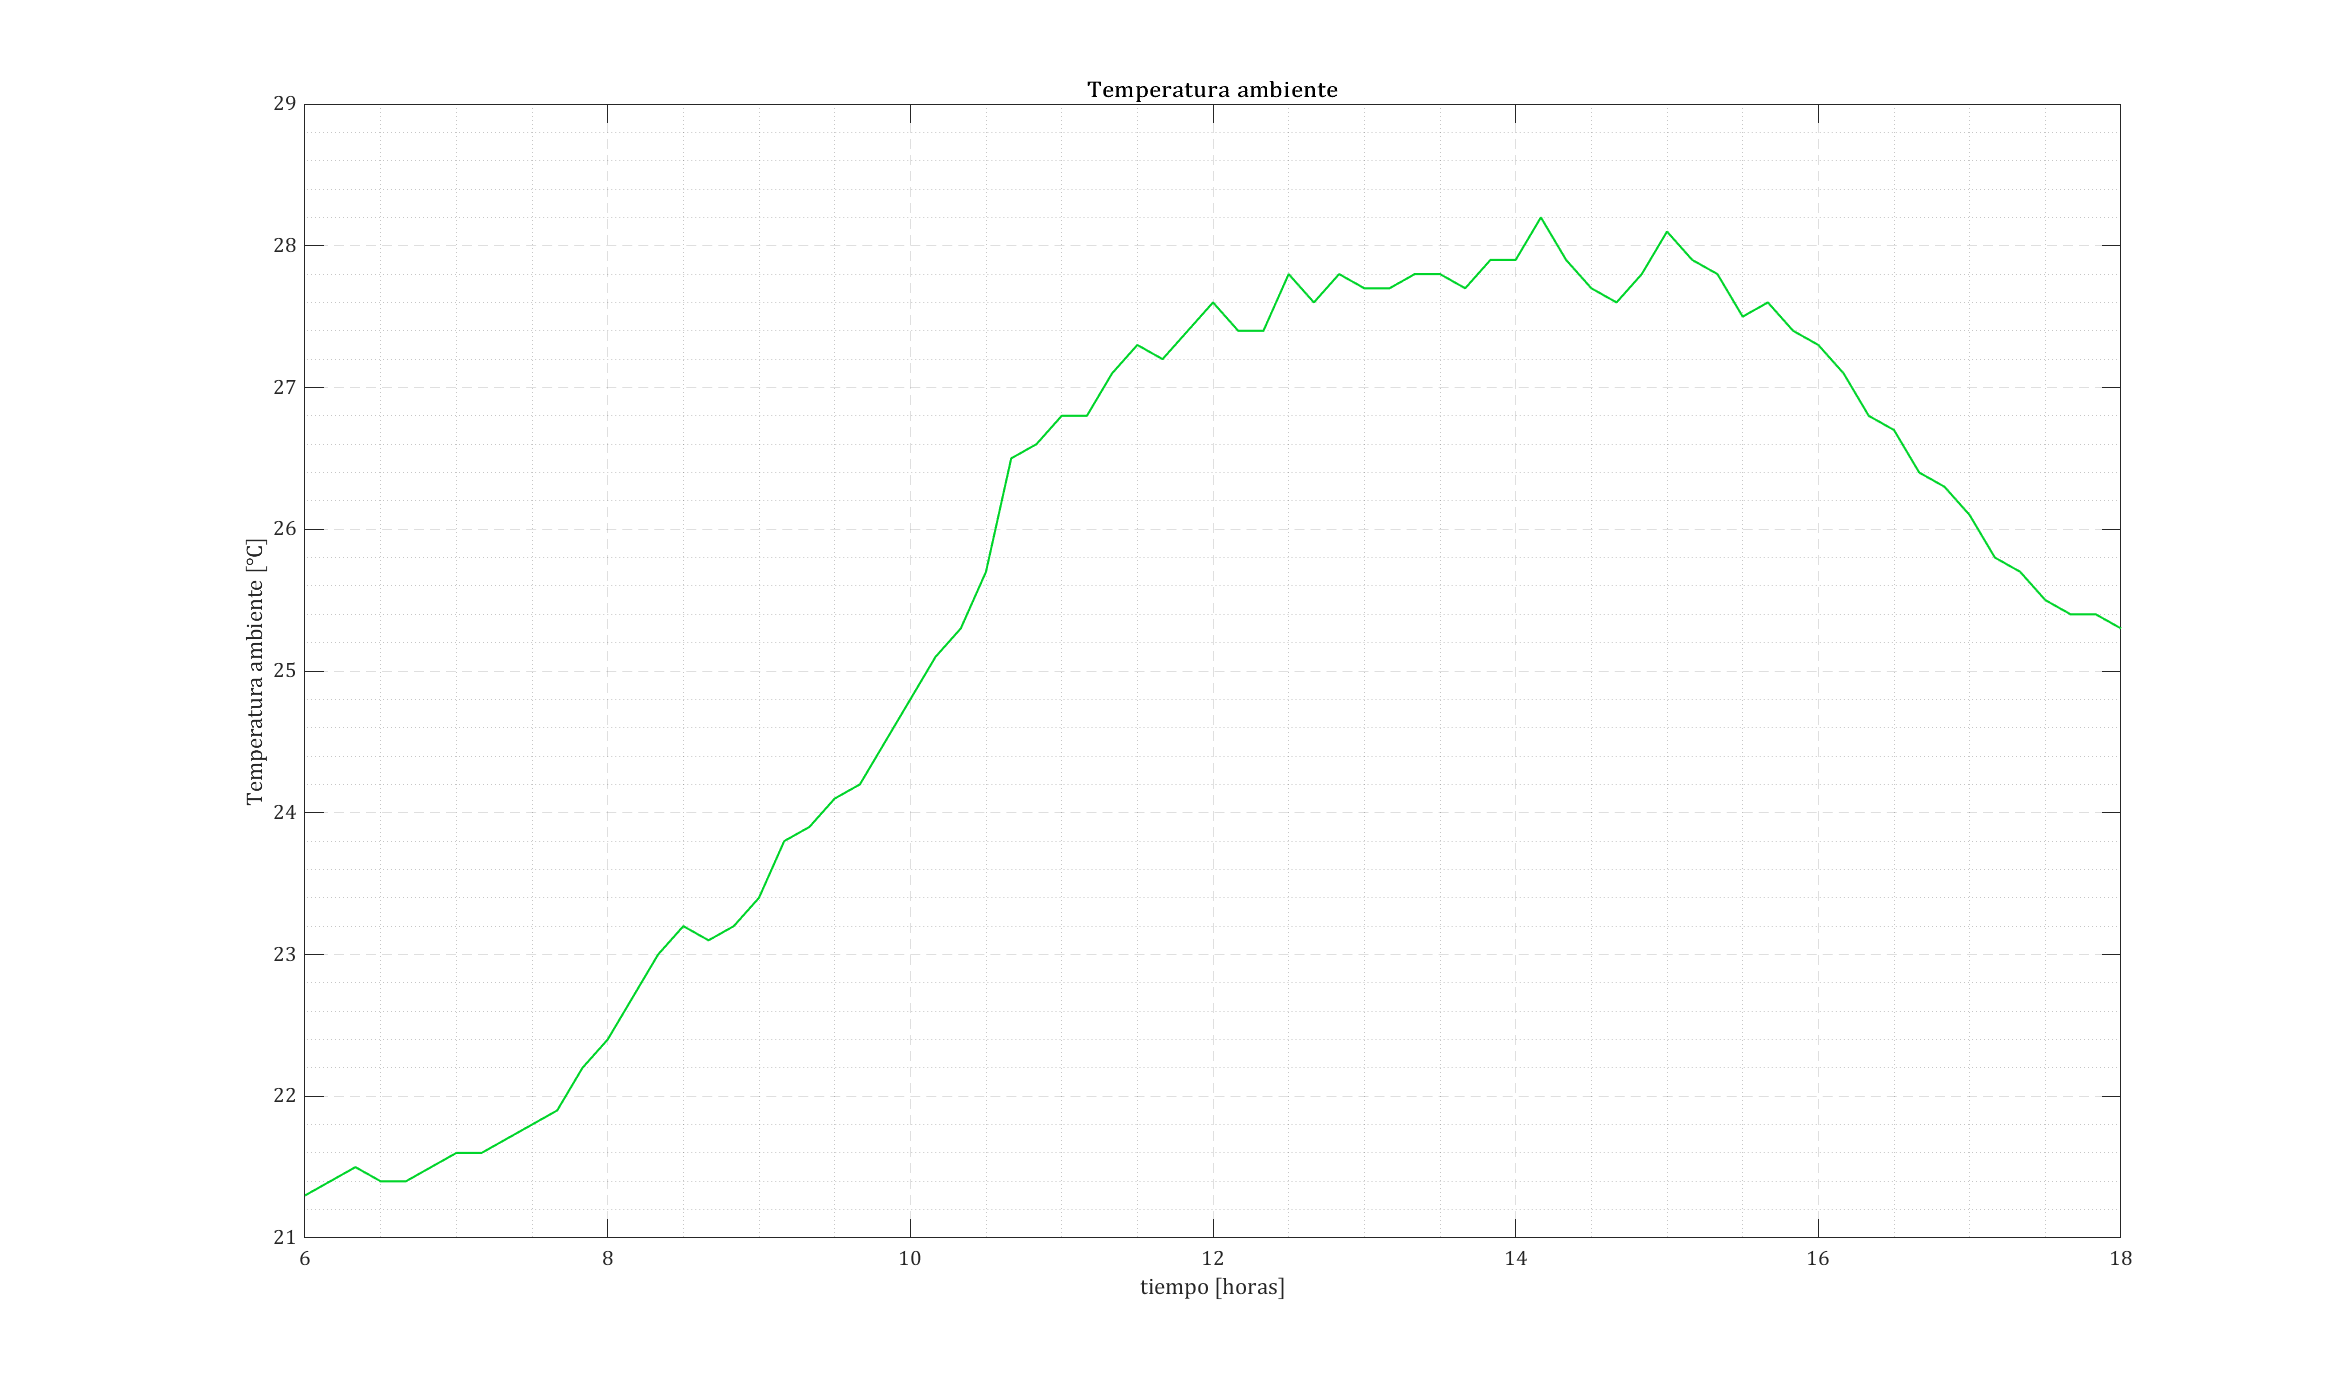 Temperatura ambiente
29
28
27
26
25
24
23
22
21
Temperatura ambiente [°C]
6 8 10 12 14 16 18
tiempo [horas]